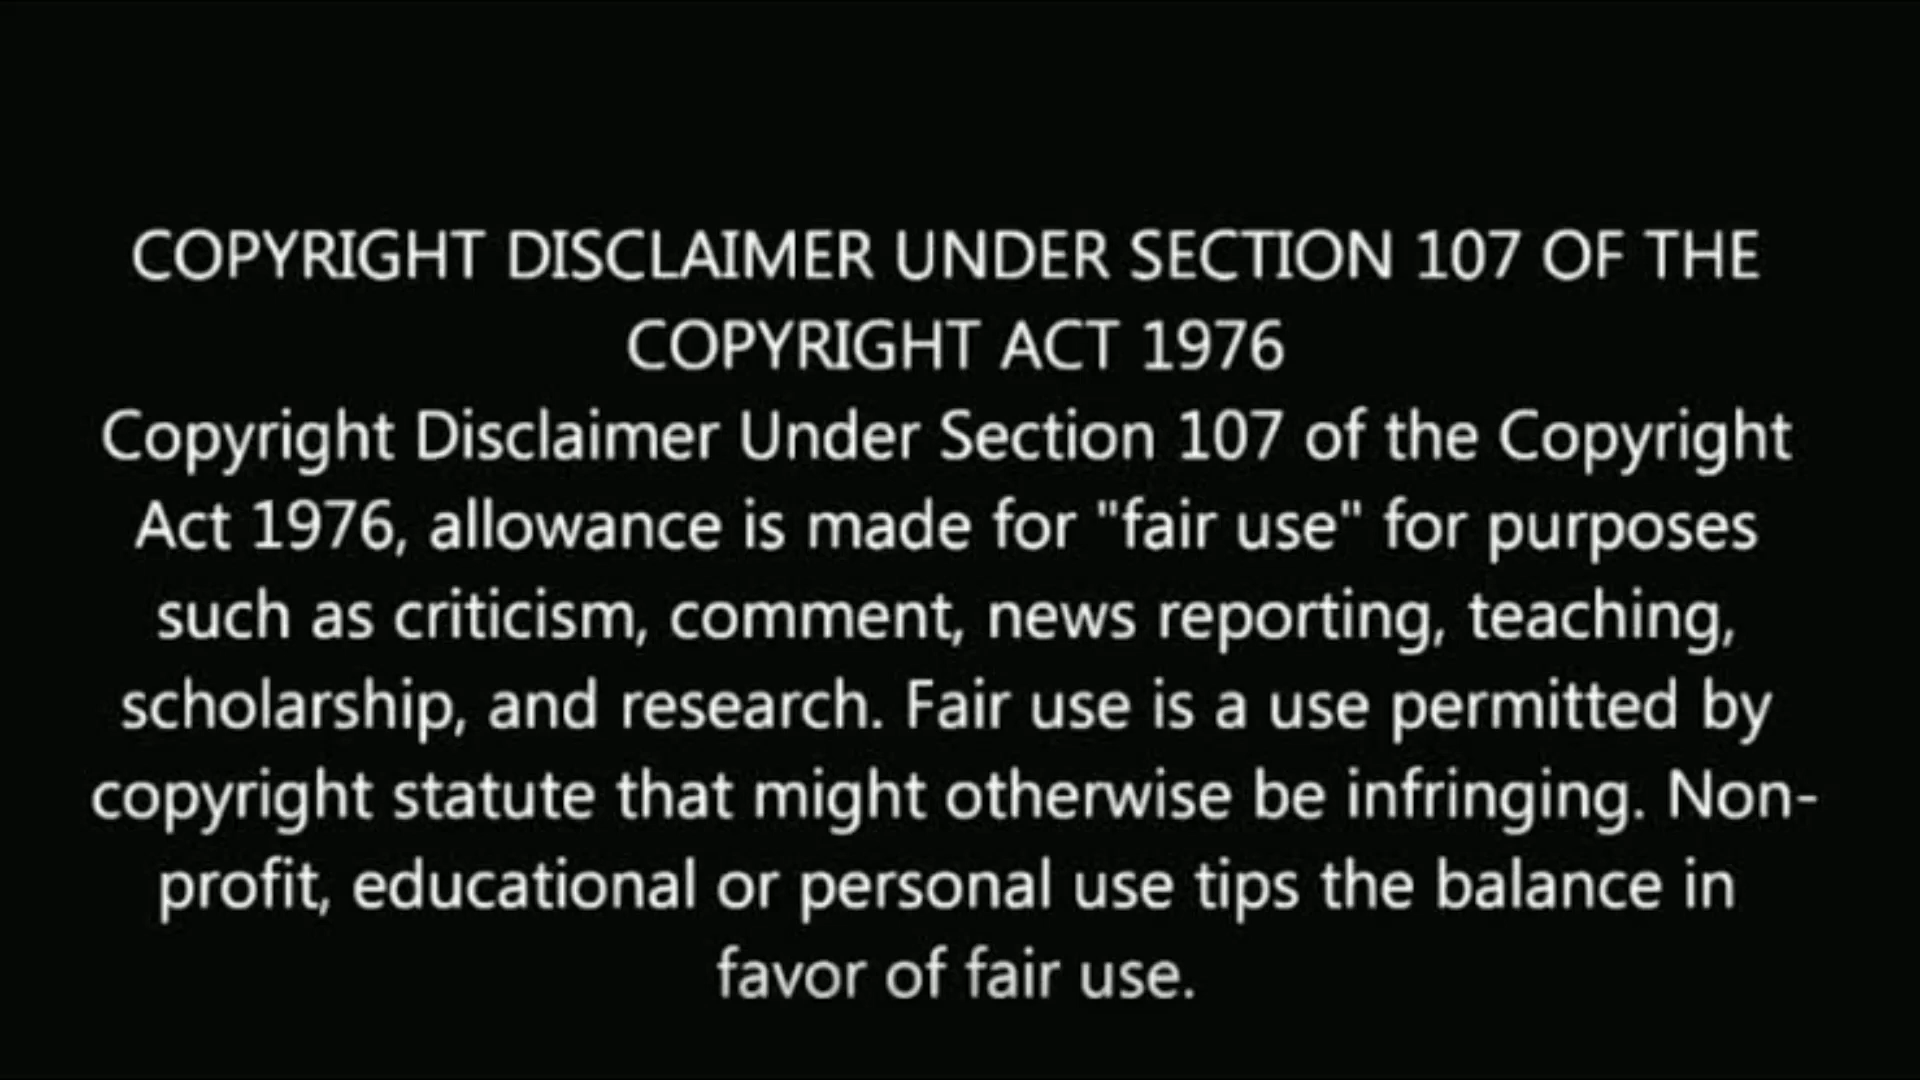 COPYRIGHT DISCLAIMER UNDER SECTION 107 OF THE
COPYRIGHT ACT 1976
Copyright Disclaimer Under Section 107 of the Copyright
Act 1976, allowance is made for "fair use" for purposes
such as criticism, comment, news reporting, teaching,
scholarship, and research. Fair use is a use permitted by
copyright statute that might otherwise be infringing. Non-
profit, educational or personal use tips the balance in
favor of fair use.